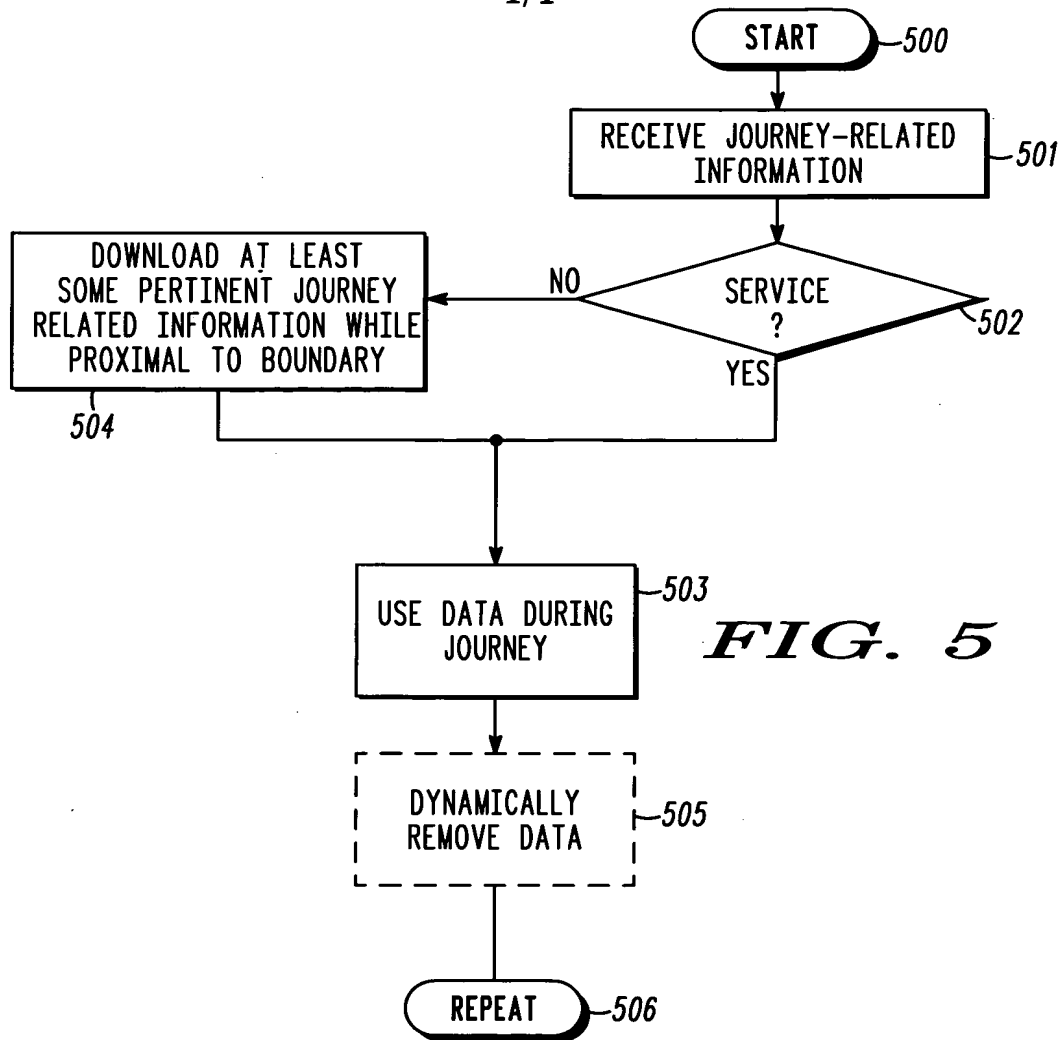 START
500
RECEIVE JOURNEY-RELATED
INFORMATION
501
DOWNLOAD AT LEAST
SOME PERTINENT JOURNEY
RELATED INFORMATION WHILE
PROXIMAL TO BOUNDARY
504
NO
SERVICE
?
502
YES
USE DATA DURING
JOURNEY
503
FIG. 5
DYNAMICALLY
REMOVE DATA
505
REPEAT
506